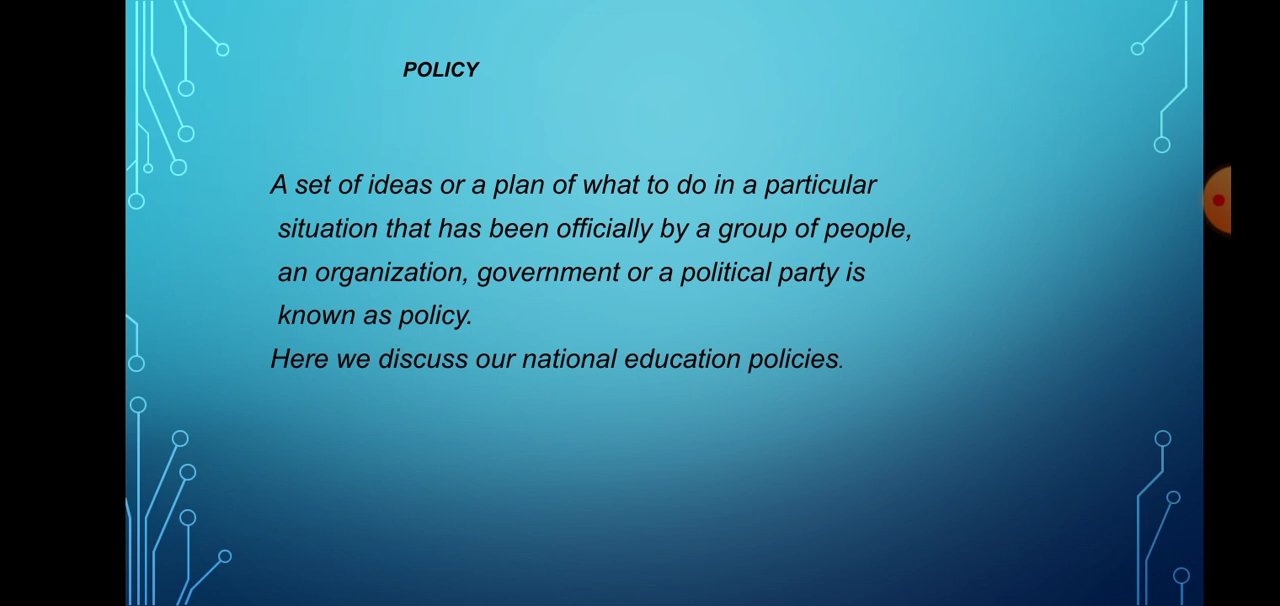 POLICY
A set of ideas or a plan of what to do in a particular
situation that has been officially by a group of people,
an organization, government or a political party is
known as policy.
Here we discuss our national education policies.